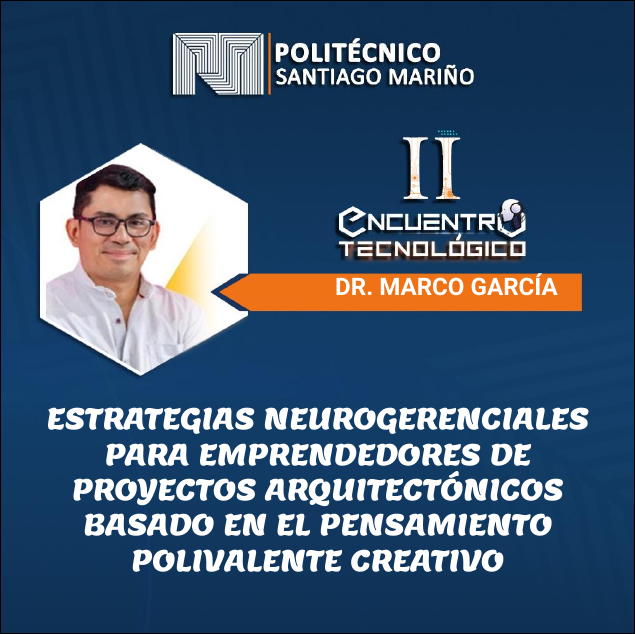 POLITÉCNICO
SANTIAGO MARIÑO
II
ENCUENTRO
TECNOLÓGICO
DR. MARCO GARCÍA
ESTRATEGIAS NEUROGERENCIALES
PARA EMPRENDEDORES DE
PROYECTOS ARQUITECTÓNICOS
BASADO EN EL PENSAMIENTO
POLIVALENTE CREATIVO